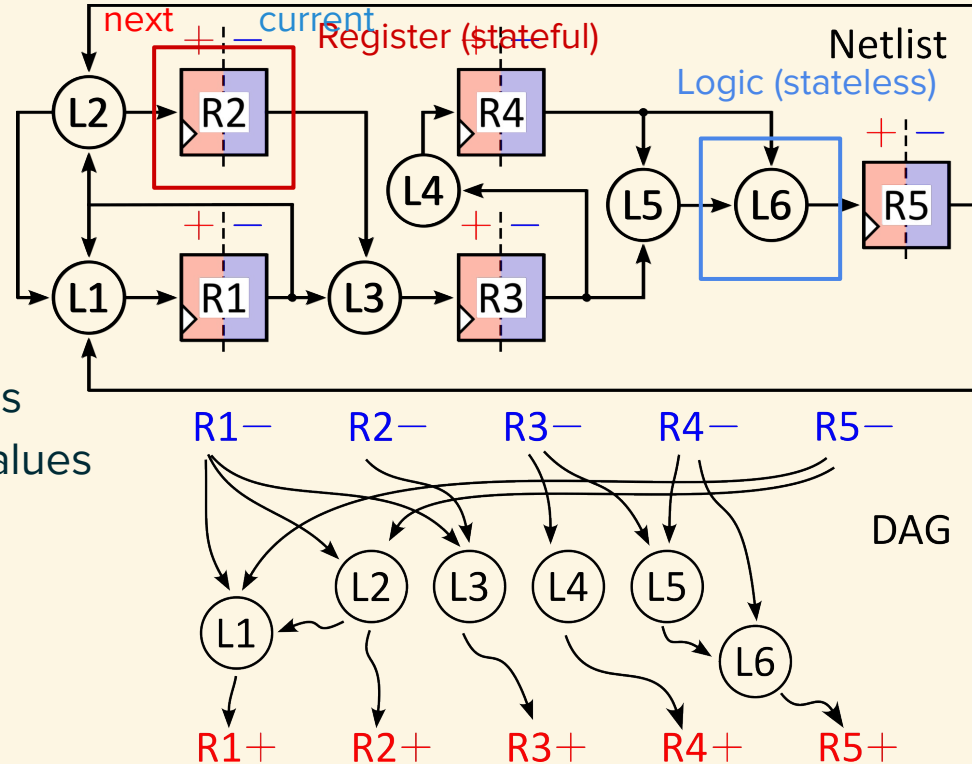 next
current
Register (stateful)
Netlist
Logic (stateless)
+ − + − + −
L2 R2 R4
L4 L5 L6 R5
+ − + −
L1 R1 L3 R3
s
alues
R1− R2− R3− R4− R5−
DAG
L2 L3 L4 L5
L1 L6
R1+ R2+ R3+ R4+ R5+